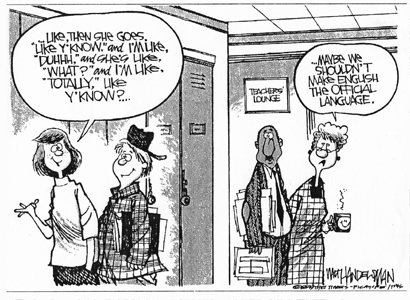 ...LIKE, THEN SHE GOES,
"LIKE Y'KNOW." and I'M LIKE,
"DUHHH." and SHE'S LIKE,
"WHAT?" and I'M LIKE,
"TOTALLY," LIKE
Y'KNOW?...
TEACHERS'
LOUNGE
...MAYBE WE
SHOULDN'T
MAKE ENGLISH
THE OFFICIAL
LANGUAGE.
WALT HANDELSMAN